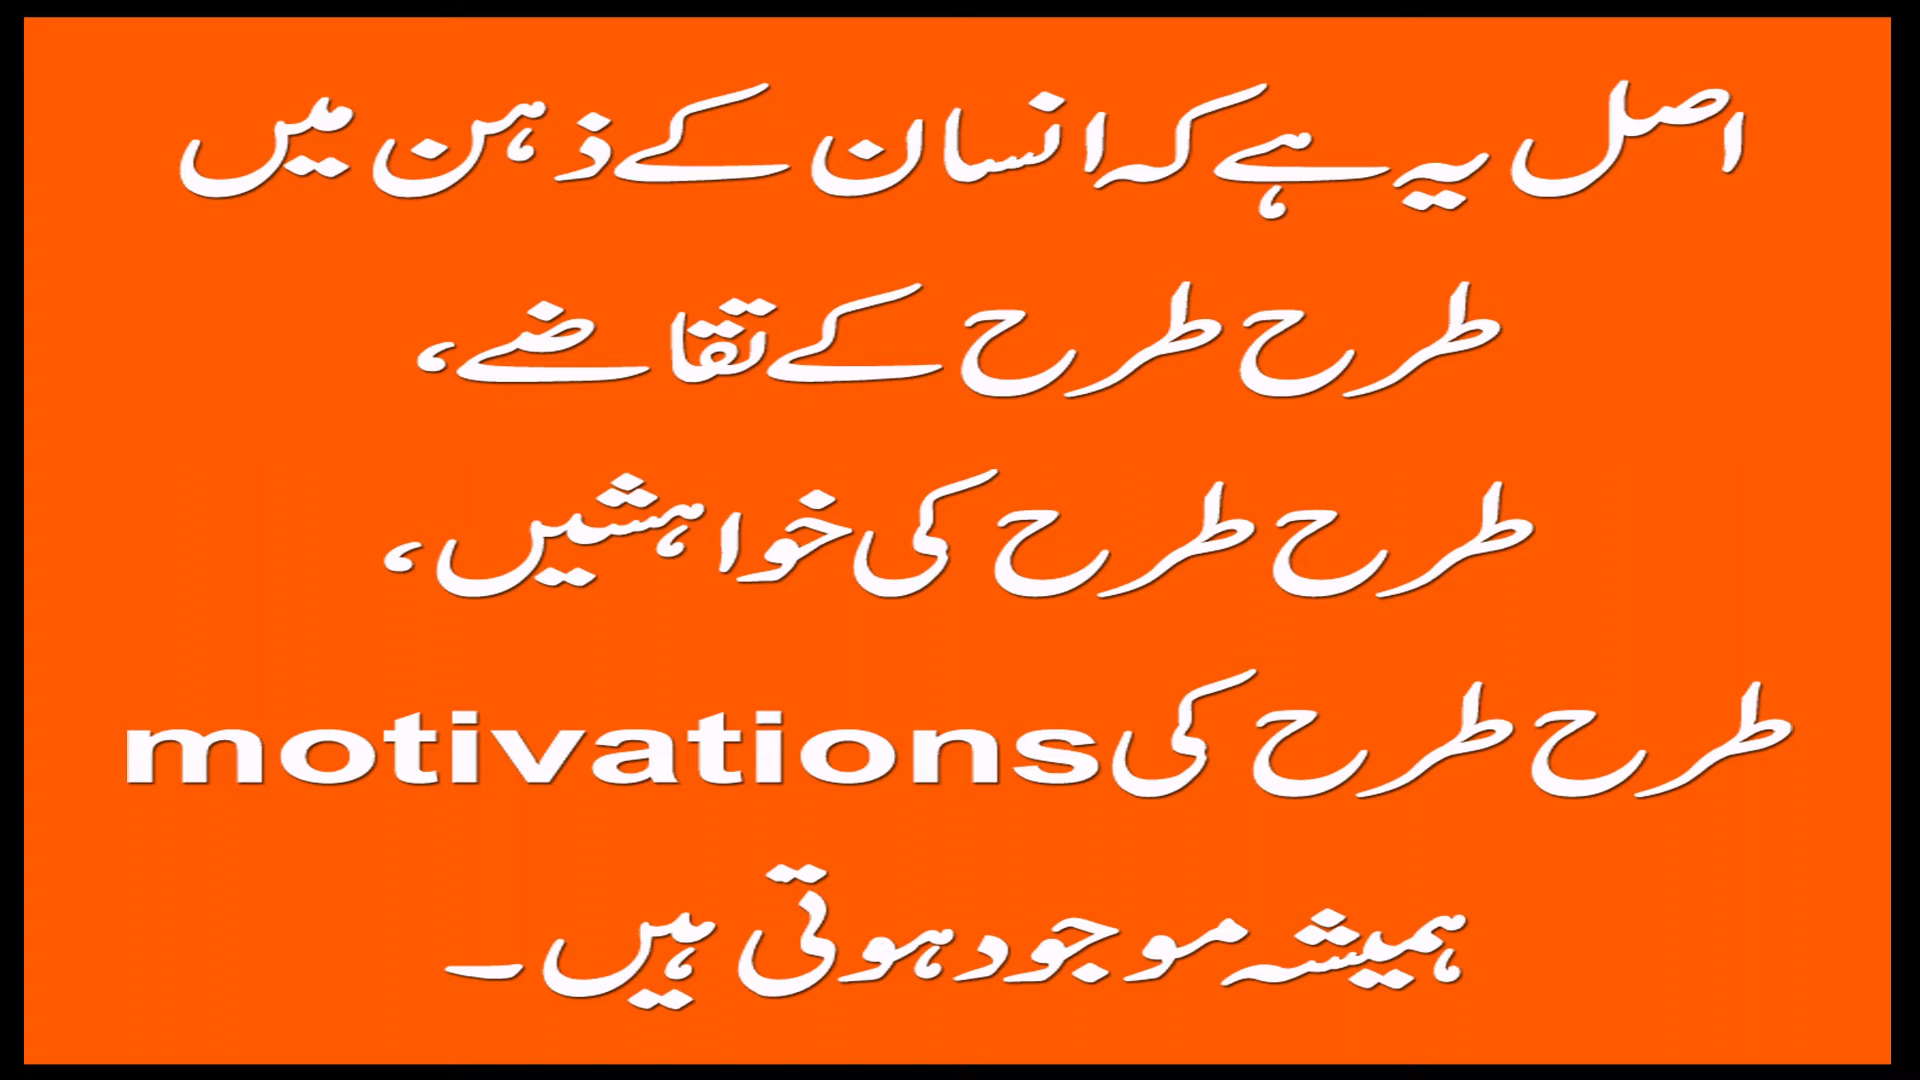 اصل یہ ہے کہ انسان کے ذہن میں
طرح طرح کے تقاضے،
طرح طرح کی خواہشیں،
طرح طرح کی motivations
ہمیشہ موجود ہوتی ہیں۔